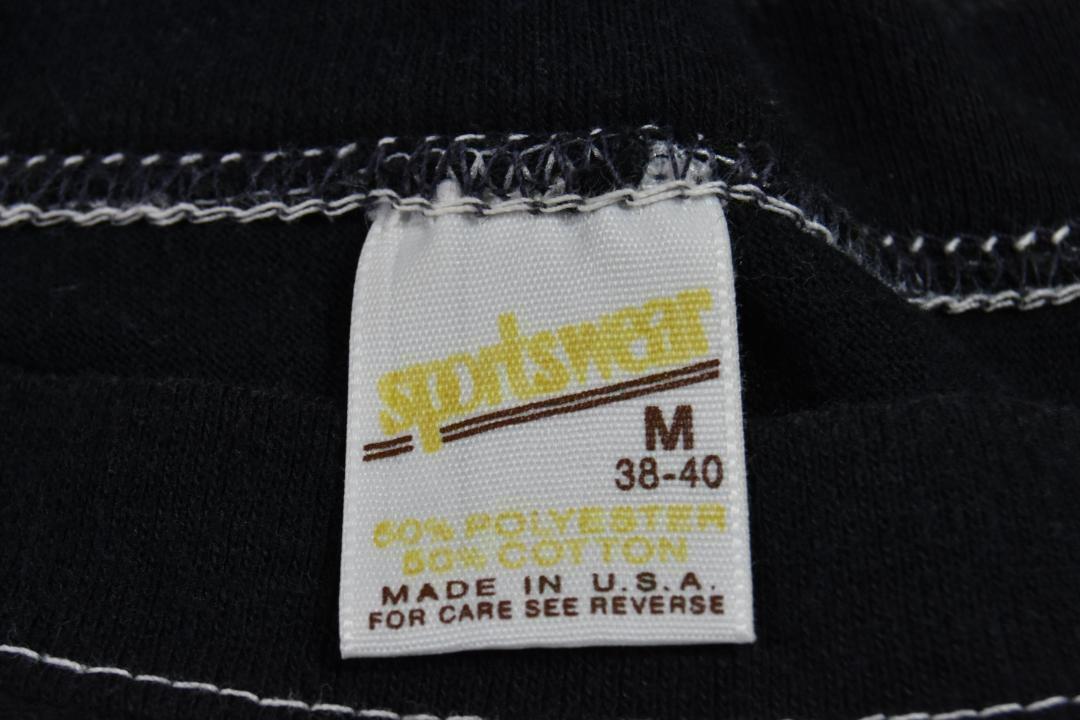 sportswear
M
38-40
50% POLYESTER
50% COTTON
MADE IN U.S.A.
FOR CARE SEE REVERSE